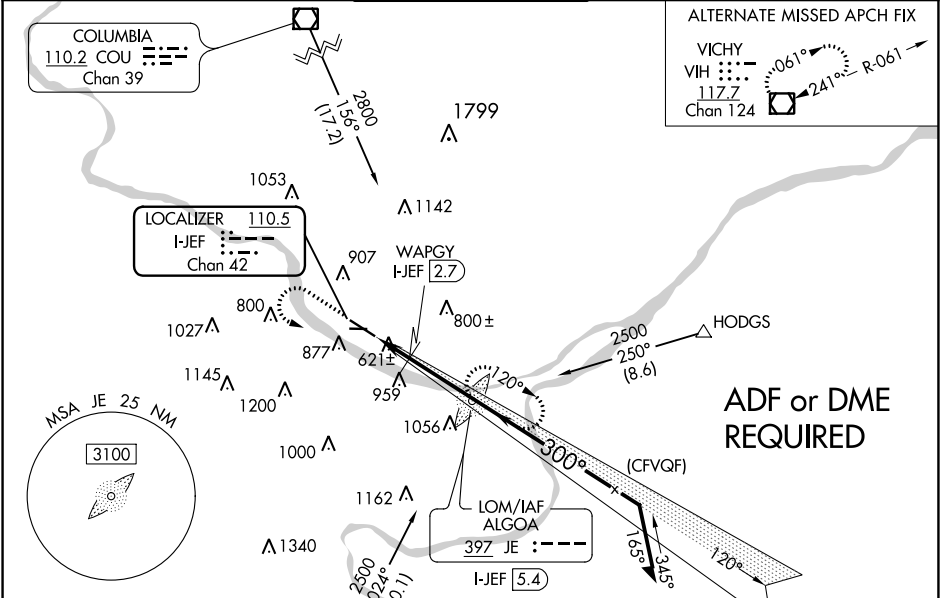 COLUMBIA
110.2 COU
Chan 39
ALTERNATE MISSED APCH FIX
VICHY
VIH
117.7
Chan 124
061°
241°
R-061
2800
156°
(17.2)
1799
1053
1142
LOCALIZER 110.5
I-JEF
Chan 42
907
WAPGY
I-JEF 2.7
800
800 ±
HODGS
2500
250°
(8.6)
1027
877
621±
1145
1200
959
120°
ADF or DME
REQUIRED
MSA JE 25 NM
3100
1056
1000
300°
(CFVQF)
1162
LOM/IAF
ALGOA
397 JE
I-JEF 5.4
1340
2500
024°
0.1)
165°
345°
120°